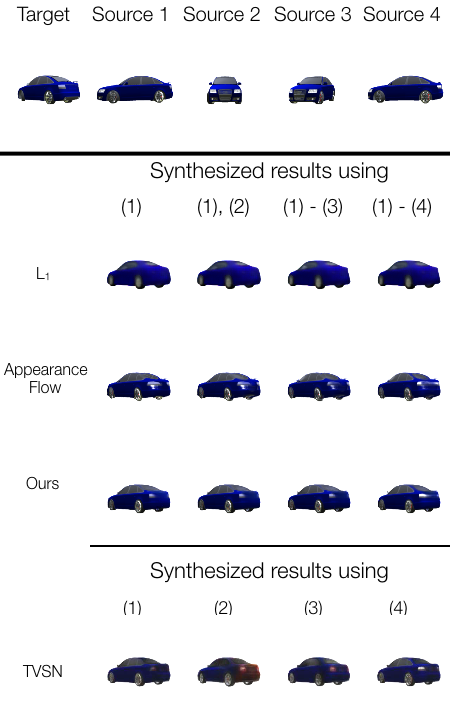 Target Source 1 Source 2 Source 3 Source 4
Synthesized results using
(1) (1), (2) (1) - (3) (1) - (4)
L₁
Appearance
Flow
Ours
Synthesized results using
(1) (2) (3) (4)
TVSN